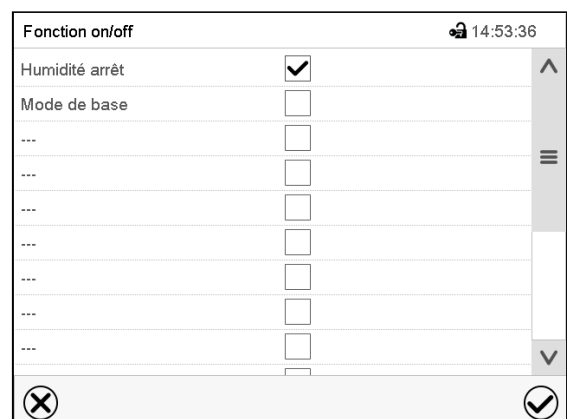 Fonction on/off 14:53:36
Humidité arrêt
Mode de base
---
---
---
---
---
---
---